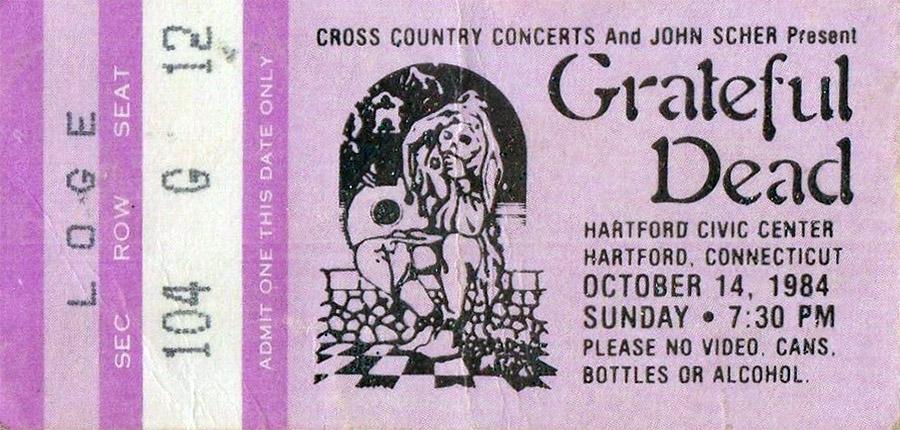 LOGE
SEC ROW SEAT
104 G 12
ADMIT ONE THIS DATE ONLY
CROSS COUNTRY CONCERTS And JOHN SCHER Present
Grateful
Dead
HARTFORD CIVIC CENTER
HARTFORD, CONNECTICUT
OCTOBER 14, 1984
SUNDAY • 7:30 PM
PLEASE NO VIDEO, CANS,
BOTTLES OR ALCOHOL.